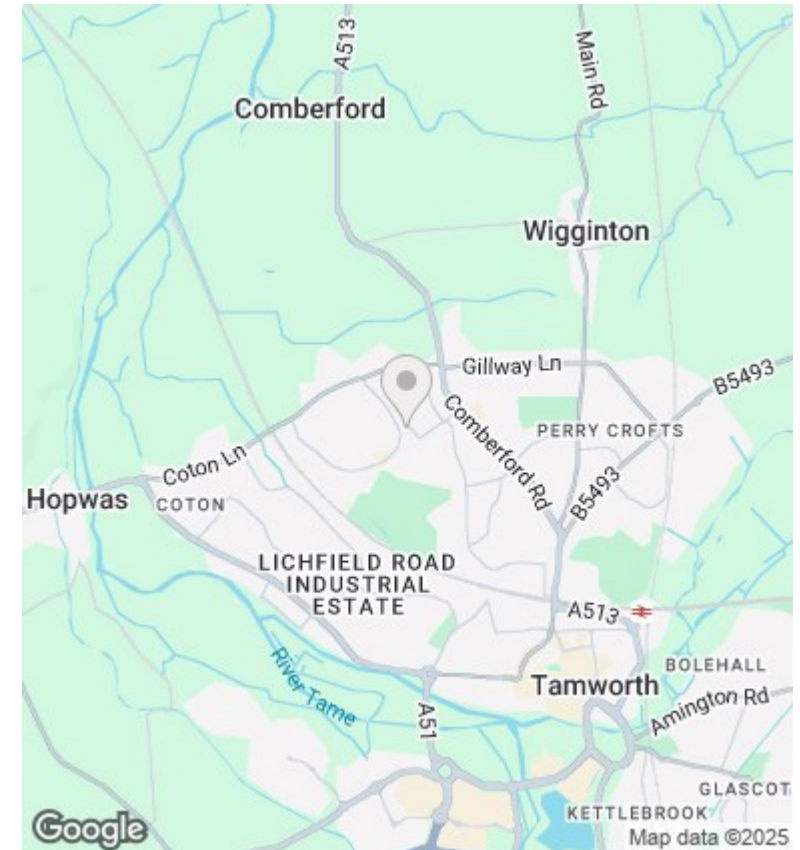 A513
Main Rd
Comberford
Wigginton
Gillway Ln
B5493
Comberford Rd
PERRY CROFTS
Coton Ln
B5493
Hopwas
COTON
LICHFIELD ROAD
INDUSTRIAL
ESTATE
A513
River Tame
BOLEHALL
Tamworth
Amington Rd
A51
GLASCOT
KETTLEBROOK
Google
Map data ©2025